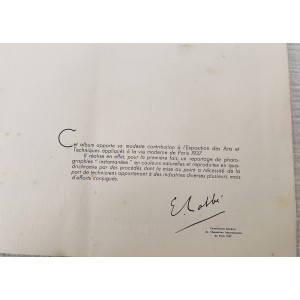 Cet album apporte sa modeste contribution à l'Exposition des Arts et
Techniques appliqués à la vie moderne de Paris 1937.
Il réalise en effet, pour la première fois, un reportage de photo-
graphies " instantanées " en couleurs naturelles et reproduites en qua-
drichromie par des procédés dont la mise au point a nécessité de la
part de techniciens appartenant à des industries diverses plusieurs mois
d'efforts conjugués.
E. Labbé